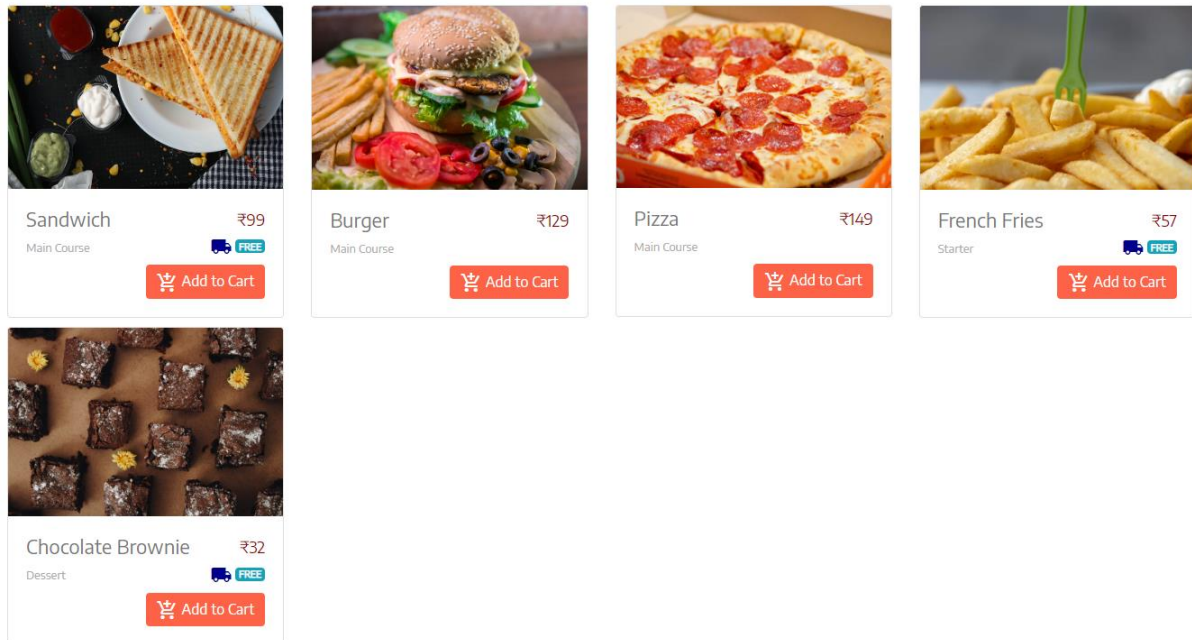 Sandwich ₹99
Main Course FREE
Add to Cart
Burger ₹129
Main Course
Add to Cart
Pizza ₹149
Main Course
Add to Cart
French Fries ₹57
Starter FREE
Add to Cart
Chocolate Brownie ₹32
Dessert FREE
Add to Cart